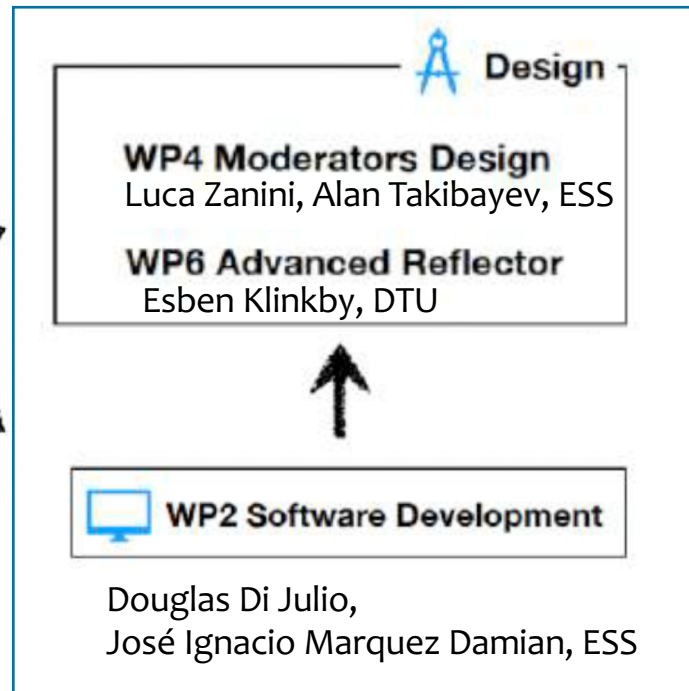 Design
WP4 Moderators Design
Luca Zanini, Alan Takibayev, ESS
WP6 Advanced Reflector
Esben Klinkby, DTU
WP2 Software Development
Douglas Di Julio,
José Ignacio Marquez Damian, ESS